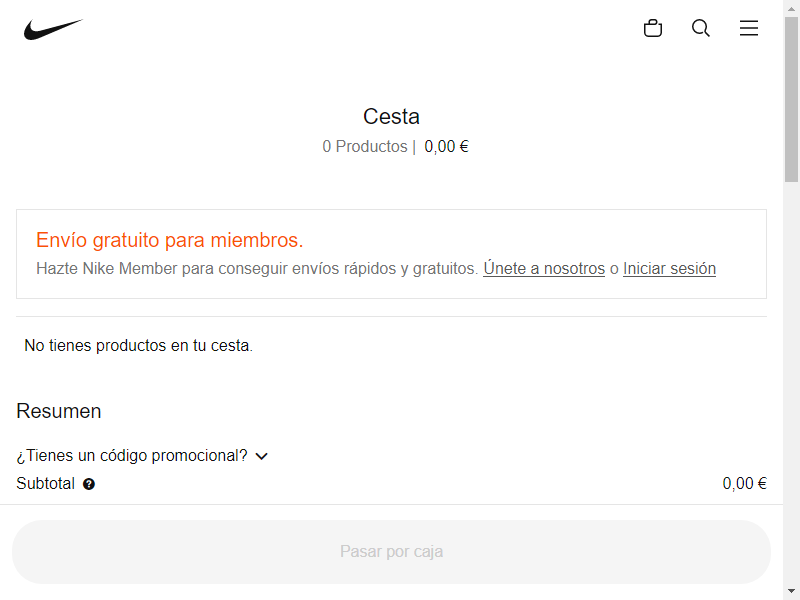 Cesta
0 Productos | 0,00 €
Envío gratuito para miembros.
Hazte Nike Member para conseguir envíos rápidos y gratuitos. Únete a nosotros o Iniciar sesión
No tienes productos en tu cesta.
Resumen
¿Tienes un código promocional?
Subtotal ? 0,00 €
Pasar por caja